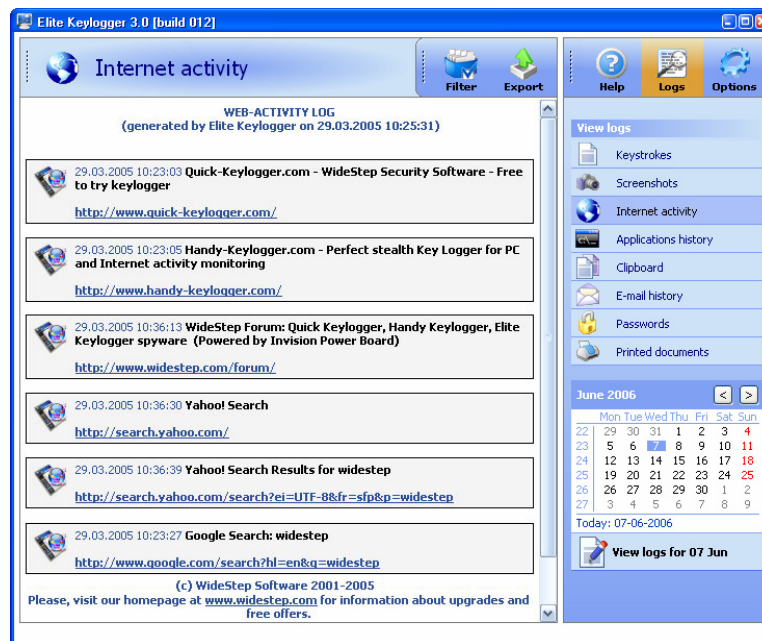 Elite Keylogger 3.0 [build 012]
Internet activity
Filter
Export
Help
Logs
Options
WEB-ACTIVITY LOG
(generated by Elite Keylogger on 29.03.2005 10:25:31)
29.03.2005 10:23:03 Quick-Keylogger.com - WideStep Security Software - Free
to try keylogger
http://www.quick-keylogger.com/
29.03.2005 10:23:05 Handy-Keylogger.com - Perfect stealth Key Logger for PC
and Internet activity monitoring
http://www.handy-keylogger.com/
29.03.2005 10:36:13 WideStep Forum: Quick Keylogger, Handy Keylogger, Elite
Keylogger spyware (Powered by Invision Power Board)
http://www.widestep.com/forum/
29.03.2005 10:36:30 Yahoo! Search
http://search.yahoo.com/
29.03.2005 10:36:39 Yahoo! Search Results for widestep
http://search.yahoo.com/search?ei=UTF-8&fr=sfp&p=widestep
29.03.2005 10:23:27 Google Search: widestep
http://www.google.com/search?hl=en&q=widestep
(c) WideStep Software 2001-2005
Please, visit our homepage at www.widestep.com for information about upgrades and
free offers.
View logs
Keystrokes
Screenshots
Internet activity
Applications history
Clipboard
E-mail history
Passwords
Printed documents
June 2006 < >
Mon Tue Wed Thu Fri Sat Sun
22 29 30 31 1 2 3 4
23 5 6 7 8 9 10 11
24 12 13 14 15 16 17 18
25 19 20 21 22 23 24 25
26 26 27 28 29 30 1 2
27 3 4 5 6 7 8 9
Today: 07-06-2006
View logs for 07 Jun